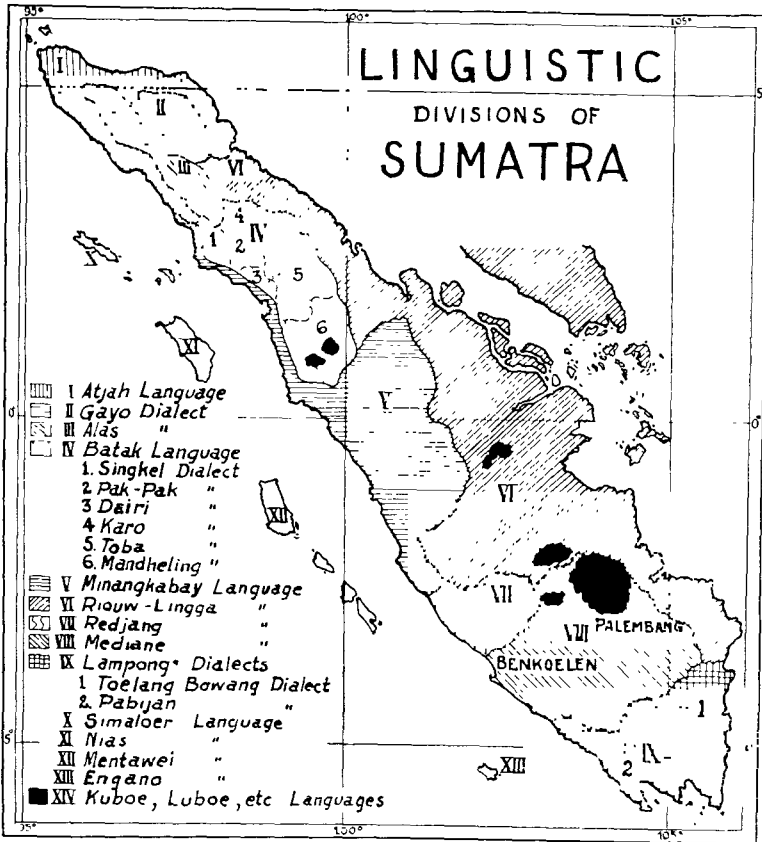 95° 100° 105°
LINGUISTIC
DIVISIONS OF
SUMATRA
5
I
II
III
VI
4
IV
1
2
3
5
X
6
XI
V
I Atjah Language
II Gayo Dialect
III Alas "
IV Batak Language
1. Singkel Dialect
2 Pak-Pak "
3 Dairi "
4 Karo "
5. Toba "
6. Mandheling "
V Minangkabay Language
VI Riouw-Lingga "
VII Redjang "
VIII Mediane "
IX Lampong Dialects
1 Toelang Bawang Dialect
2. Pabijan "
X Simaloer Language
XI Nias "
XII Mentawei "
XIII Engano "
XIV Kuboe, Luboe, etc Languages
0° 0°
VI
XII
VII
VIII
PALEMBANG
BENKOELEN
1
2 IX
5° 5
XIII
95° 100° 105°